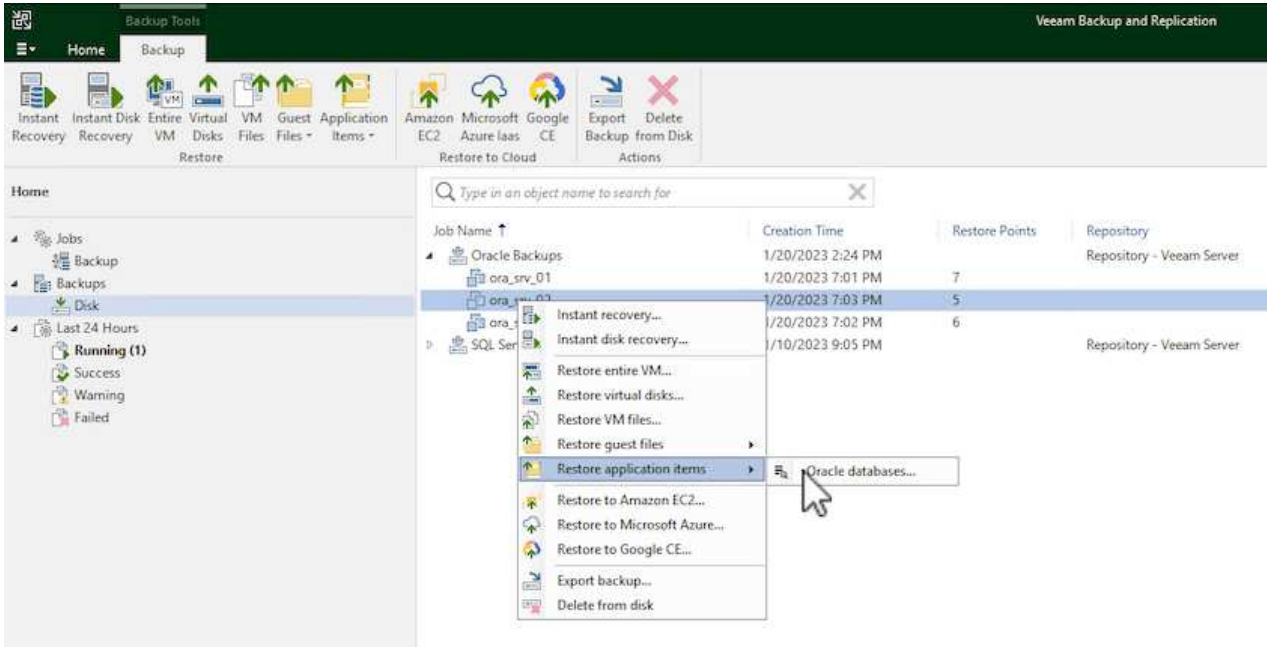 Backup Tools
Veeam Backup and Replication
Home Backup
Instant Recovery
Instant Disk Recovery
Entire VM
Virtual Disks
VM Files
Guest Files
Application Items
Amazon EC2
Microsoft Azure Iaas
Google CE
Export Backup
Delete from Disk
Restore
Restore to Cloud
Actions
Home
Type in an object name to search for
Jobs
Backup
Backups
Disk
Last 24 Hours
Running (1)
Success
Warning
Failed
Job Name Creation Time Restore Points Repository
Oracle Backups 1/20/2023 2:24 PM Repository - Veeam Server
ora_srv_01 1/20/2023 7:01 PM 7
1/20/2023 7:03 PM 5
1/20/2023 7:02 PM 6
SQL 1/10/2023 9:05 PM Repository - Veeam Server
Instant recovery...
Instant disk recovery...
Restore entire VM...
Restore virtual disks...
Restore VM files...
Restore guest files
Restore application items
Oracle databases...
Restore to Amazon EC2...
Restore to Microsoft Azure...
Restore to Google CE...
Export backup...
Delete from disk